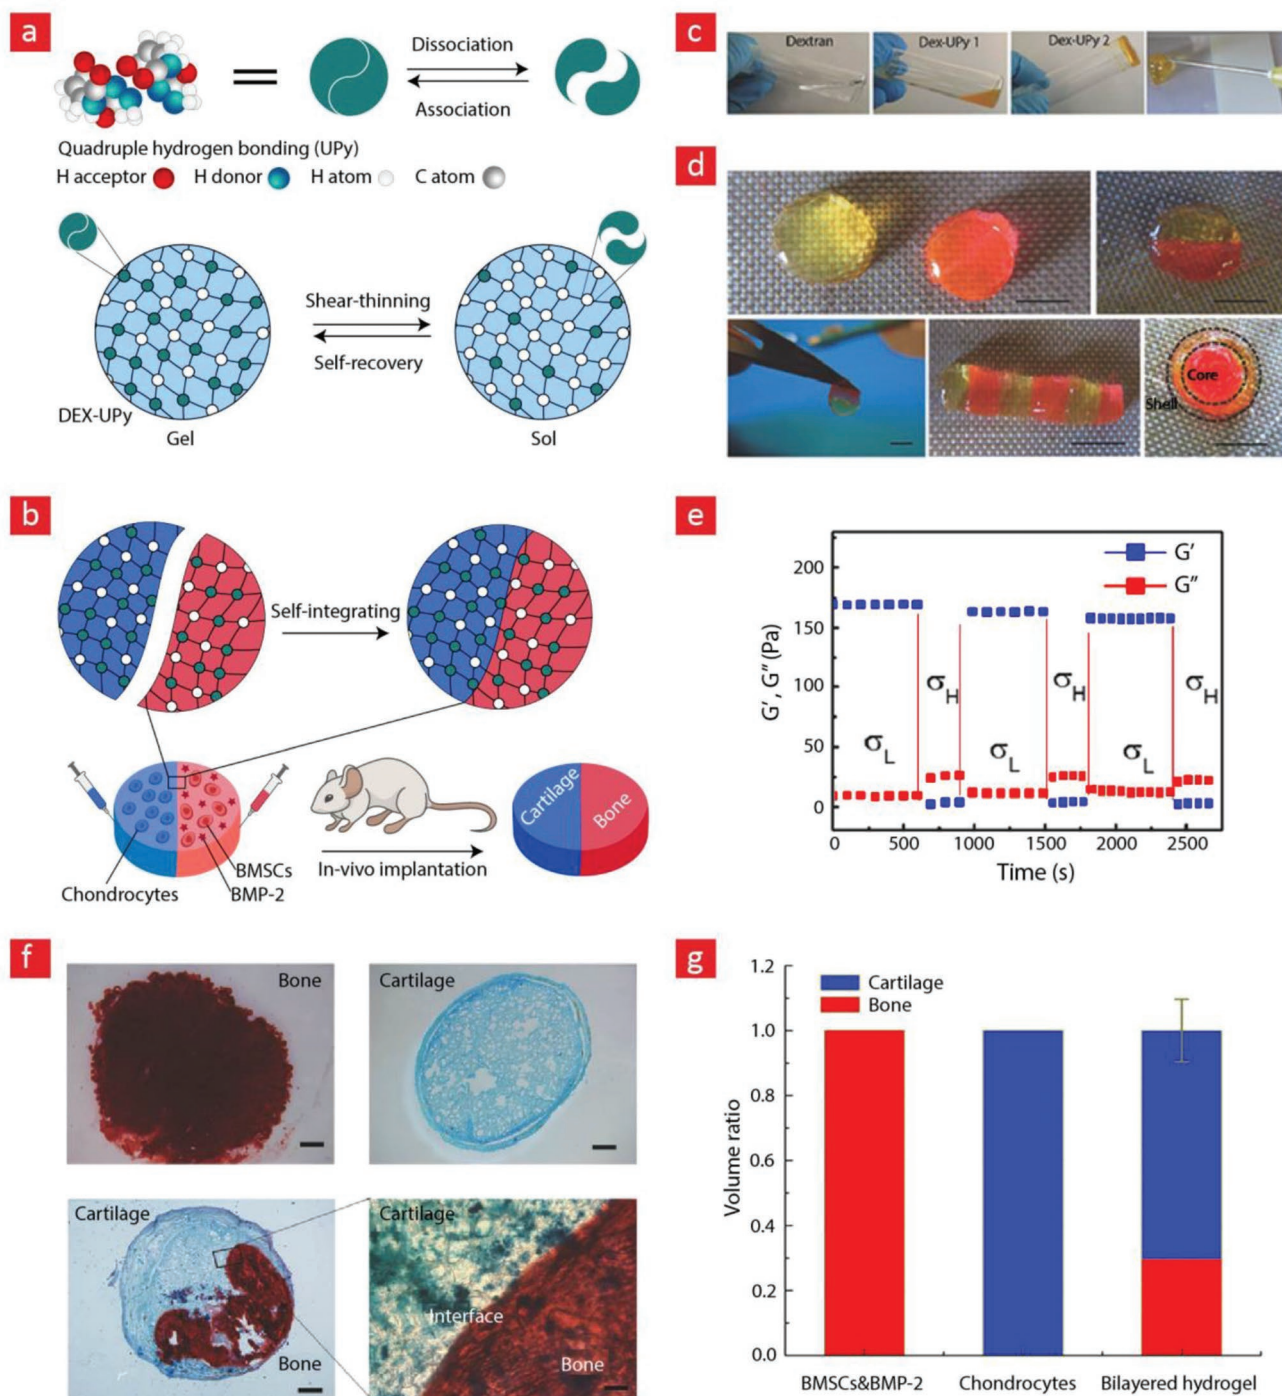 a
Dissociation
Association
Quadruple hydrogen bonding (UPy)
H acceptor H donor H atom C atom
Shear-thinning
Self-recovery
DEX-UPy
Gel
Sol
b
Self-integrating
Chondrocytes
BMSCs
BMP-2
In-vivo implantation
Cartilage
Bone
c
Dextran
Dex-UPy 1
Dex-UPy 2
d
Core
Shell
e
G'
G"
G', G" (Pa)
200
150
100
50
0
σL
σH
σL
σH
σL
σH
0 500 1000 1500 2000 2500
Time (s)
f
Bone
Cartilage
Cartilage
Bone
Cartilage
Interface
Bone
g
Cartilage
Bone
Volume ratio
1.2
1.0
0.8
0.6
0.4
0.2
0.0
BMSCs&BMP-2 Chondrocytes Bilayered hydrogel